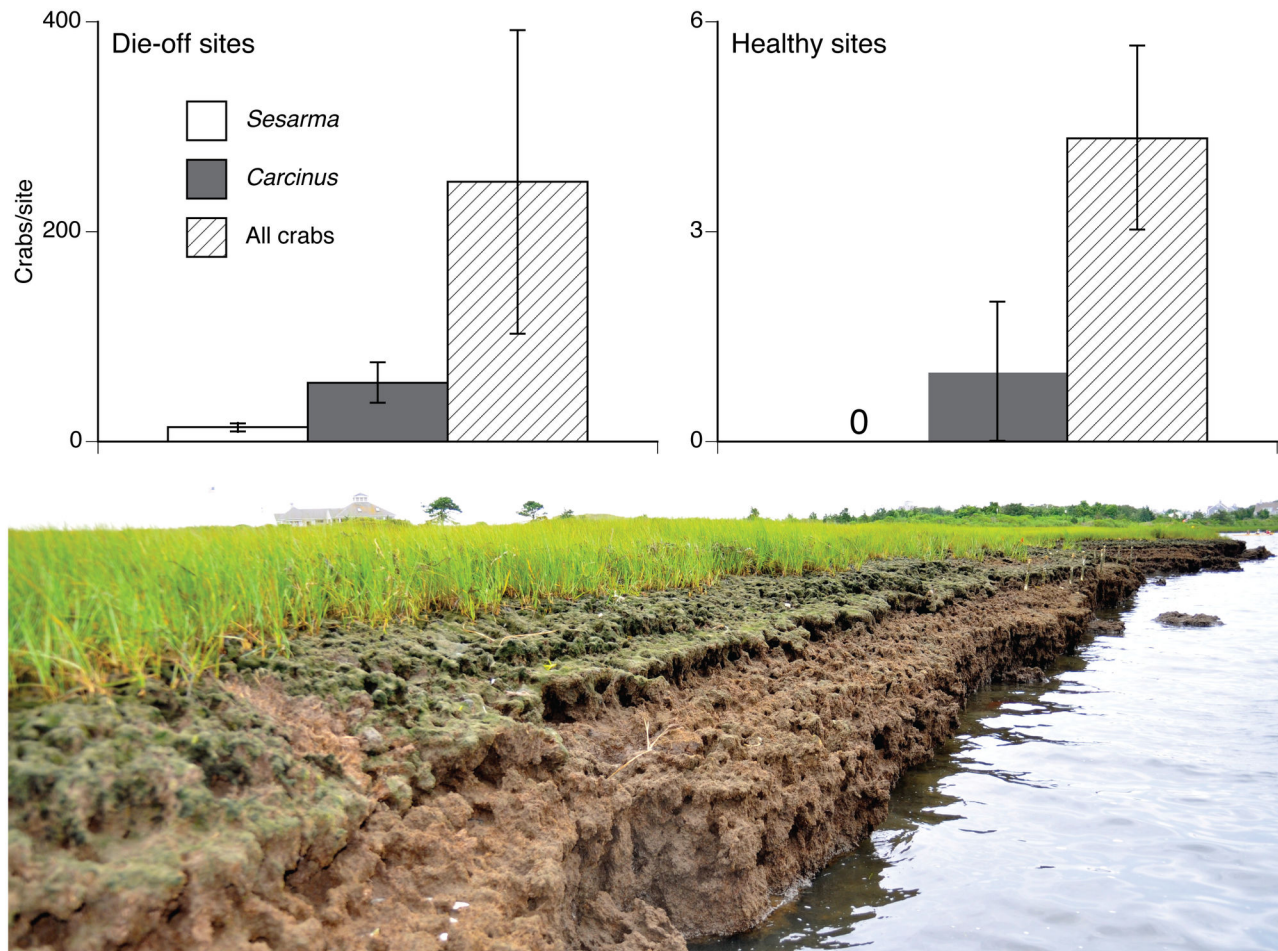 Die-off sites
400
200
0
Crabs/site
Sesarma
Carcinus
All crabs
Healthy sites
6
3
0
0